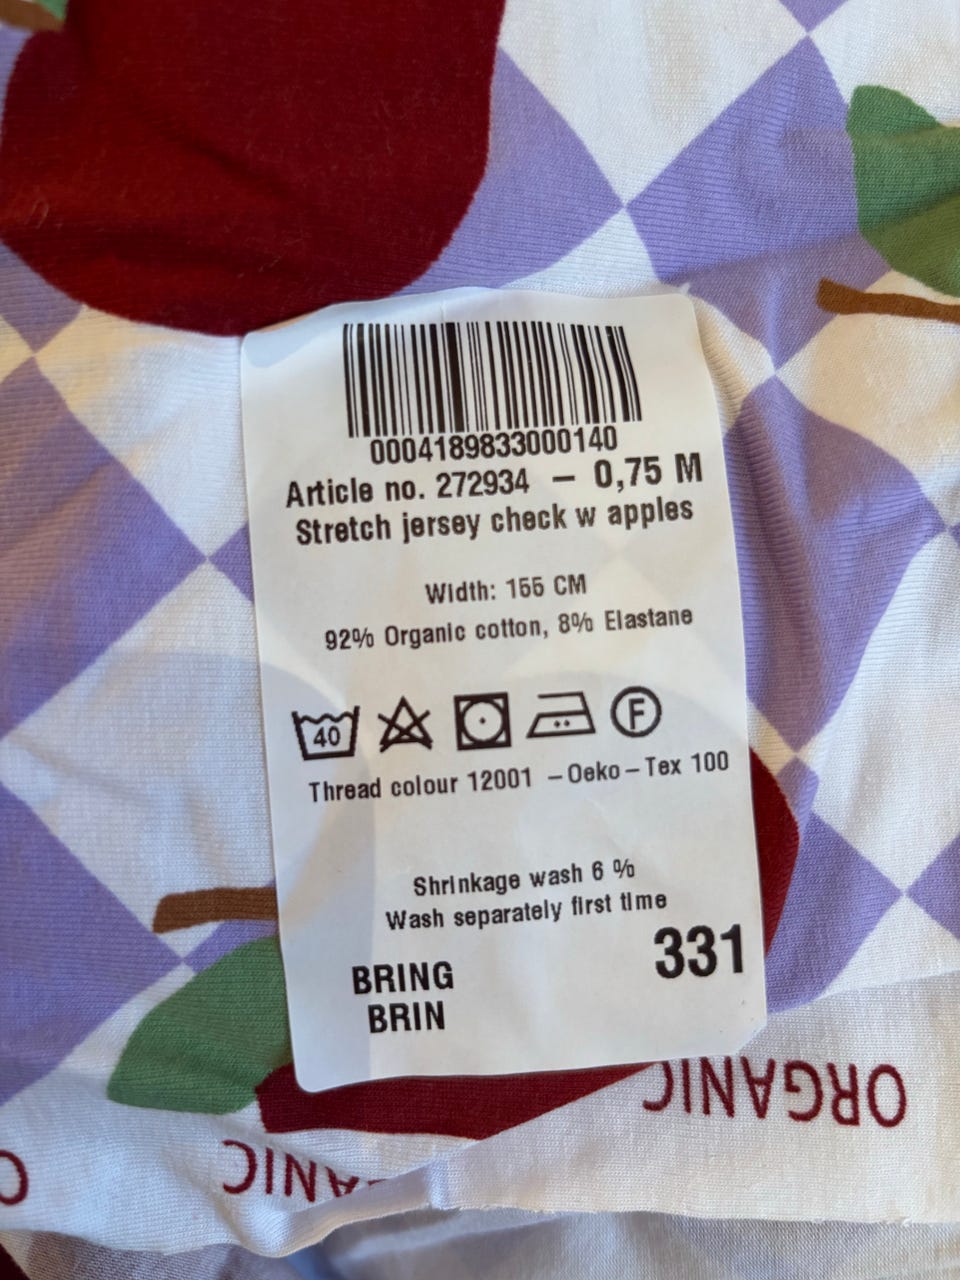 0004189833000140
Article no. 272934 – 0,75 M
Stretch jersey check w apples
Width: 155 CM
92% Organic cotton, 8% Elastane
40 F
Thread colour 12001 – Oeko – Tex 100
Shrinkage wash 6 %
Wash separately first time
331
BRING
BRIN
ORGANIC
ORGANIC